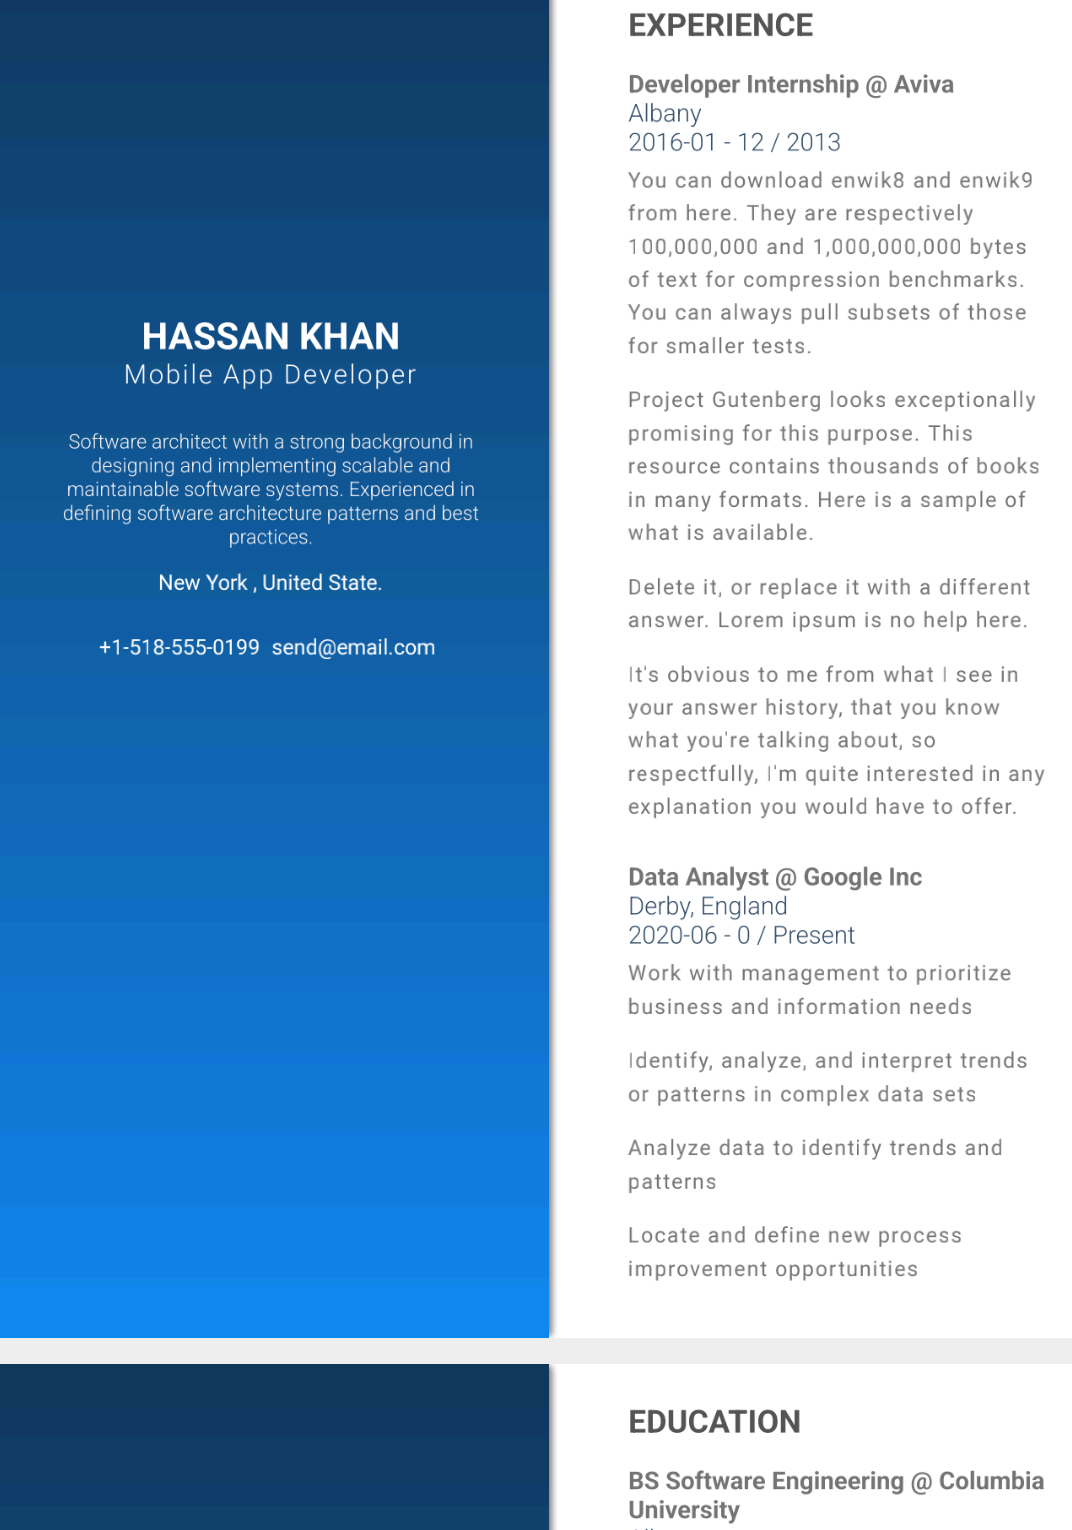 HASSAN KHAN
Mobile App Developer
Software architect with a strong background in
designing and implementing scalable and
maintainable software systems. Experienced in
defining software architecture patterns and best
practices.
New York , United State.
+1-518-555-0199 send@email.com
EXPERIENCE
Developer Internship @ Aviva
Albany
2016-01 - 12 / 2013
You can download enwik8 and enwik9
from here. They are respectively
100,000,000 and 1,000,000,000 bytes
of text for compression benchmarks.
You can always pull subsets of those
for smaller tests.
Project Gutenberg looks exceptionally
promising for this purpose. This
resource contains thousands of books
in many formats. Here is a sample of
what is available.
Delete it, or replace it with a different
answer. Lorem ipsum is no help here.
It's obvious to me from what I see in
your answer history, that you know
what you're talking about, so
respectfully, I'm quite interested in any
explanation you would have to offer.
Data Analyst @ Google Inc
Derby, England
2020-06 - 0 / Present
Work with management to prioritize
business and information needs
Identify, analyze, and interpret trends
or patterns in complex data sets
Analyze data to identify trends and
patterns
Locate and define new process
improvement opportunities
EDUCATION
BS Software Engineering @ Columbia
University